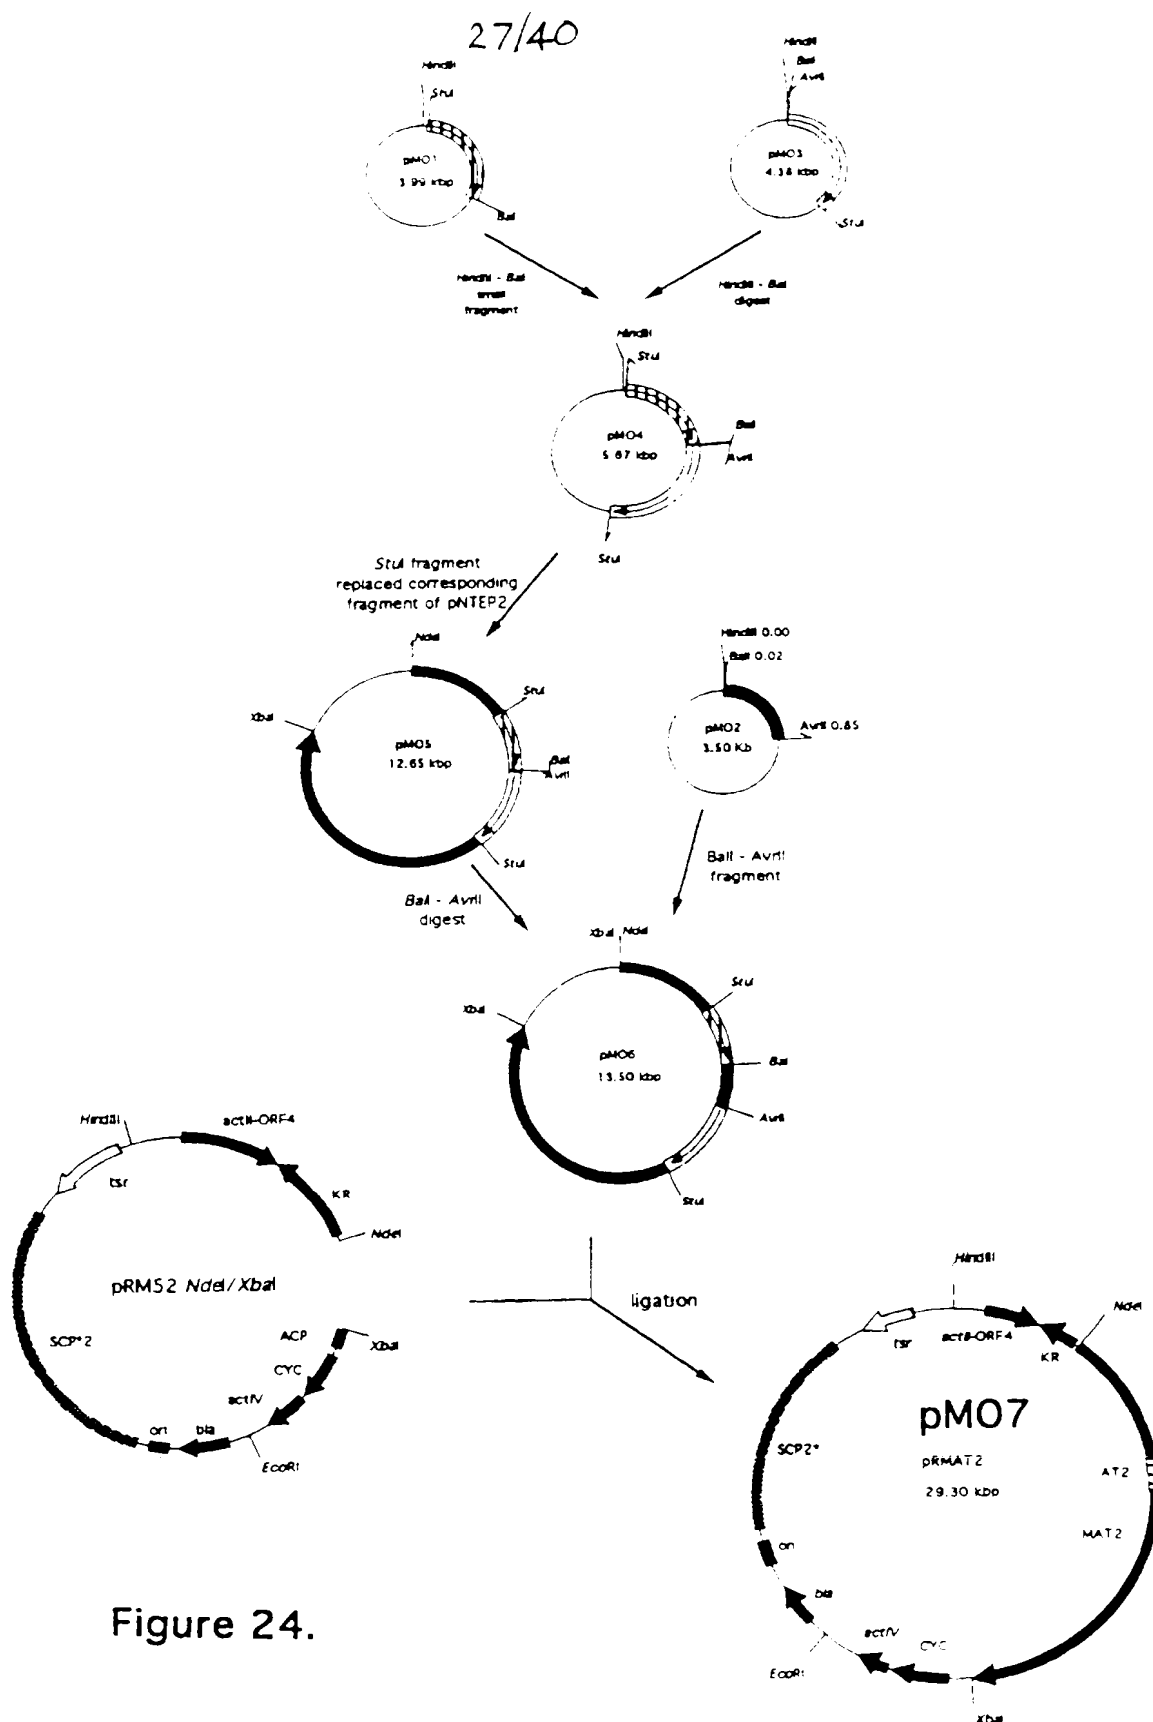 27/40
HindIII
StuI
pMO1
3.99 kbp
BalI
HindIII
BalI
AvrII
pMO3
4.38 kbp
StuI
HindIII - BalI
small
fragment
HindIII - BalI
digest
HindIII
StuI
pMO4
5.67 kbp
BalI
AvrII
StuI
StuI fragment
replaced corresponding
fragment of pNTEP2
NdeI
StuI
XbaI
pMO5
12.65 kbp
BalI
AvrII
StuI
HindIII 0.00
BalI 0.02
pMO2
3.50 Kb
AvrII 0.85
BalI - AvrII
digest
BalI - AvrII
fragment
XbaI NdeI
StuI
XbaI
pMO6
13.50 kbp
BalI
AvrII
StuI
HindIII
actII-ORF4
tsr
KR
NdeI
pRM52 NdeI/XbaI
SCP*2
ACP
XbaI
CYC
actIV
ori
bla
EcoRI
ligation
HindIII
NdeI
tsr
actII-ORF4
KR
pMO7
pRMAT2
29.30 kbp
SCP2*
AT2
MAT2
ori
bla
actIV
CYC
EcoRI
XbaI
Figure 24.